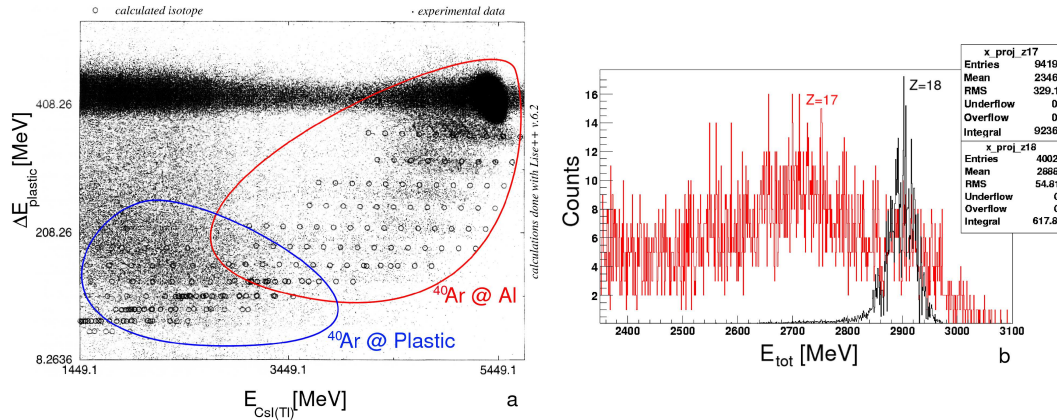 o calculated isotope
· experimental data
408.26
208.26
8.2636
1449.1 3449.1 5449.1
ΔE_plastic [MeV]
E_CsI(Tl) [MeV]
⁴⁰Ar @ Al
⁴⁰Ar @ Plastic
calculations done with Lise++ v.6.2
a
16
14
12
10
8
6
4
2
2400 2500 2600 2700 2800 2900 3000 3100
Counts
E_tot [MeV]
Z=17
Z=18
x_proj_z17
Entries 9419
Mean 2346
RMS 329.1
Underflow 0
Overflow 0
Integral 9236
x_proj_z18
Entries 4002
Mean 2888
RMS 54.81
Underflow 0
Overflow 0
Integral 617.8
b